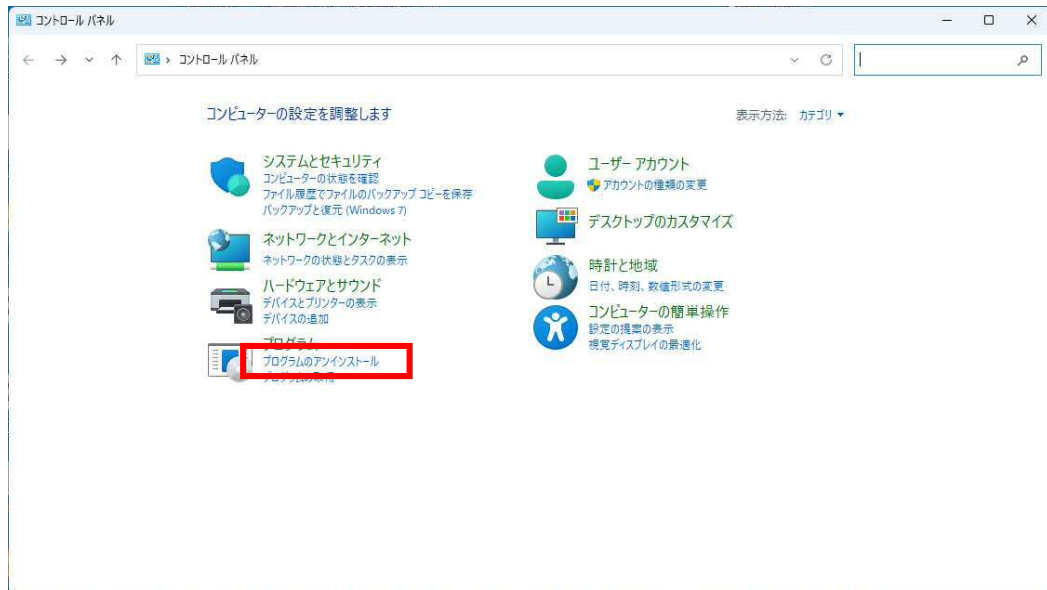 コントロール パネル
コントロール パネル
コンピューターの設定を調整します
表示方法: カテゴリ
システムとセキュリティ
コンピューターの状態を確認
ファイル履歴でファイルのバックアップ コピーを保存
バックアップと復元 (Windows 7)
ネットワークとインターネット
ネットワークの状態とタスクの表示
ハードウェアとサウンド
デバイスとプリンターの表示
デバイスの追加
プログラム
プログラムのアンインストール
プログラムの取得
ユーザー アカウント
アカウントの種類の変更
デスクトップのカスタマイズ
時計と地域
日付、時刻、数値形式の変更
コンピューターの簡単操作
設定の提案の表示
視覚ディスプレイの最適化